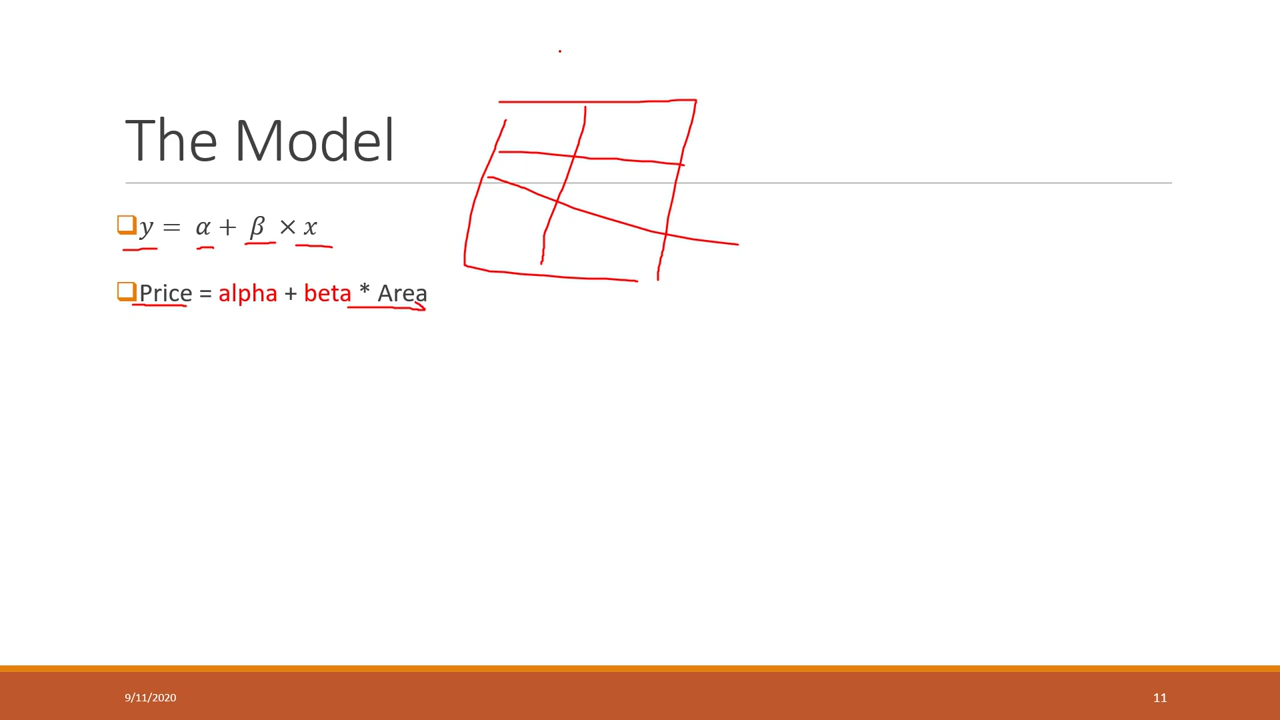 The Model
y = α + β × x
Price = alpha + beta * Area
9/11/2020
11